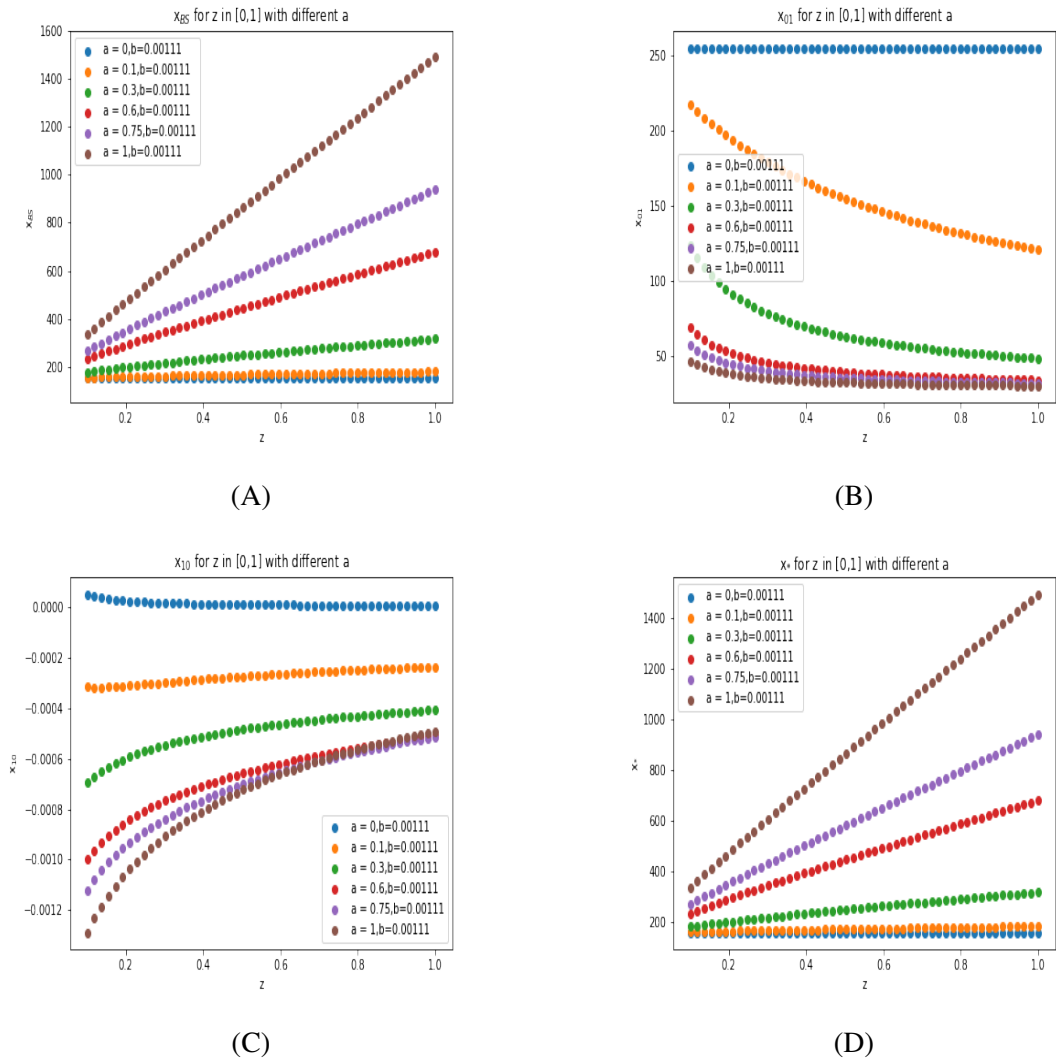 x_BS for z in [0,1] with different a
1600
1400
1200
1000
800
600
400
200
x_BS
a = 0,b=0.00111
a = 0.1,b=0.00111
a = 0.3,b=0.00111
a = 0.6,b=0.00111
a = 0.75,b=0.00111
a = 1,b=0.00111
0.2 0.4 0.6 0.8 1.0
z
(A)
x_01 for z in [0,1] with different a
250
200
150
100
50
x_01
a = 0,b=0.00111
a = 0.1,b=0.00111
a = 0.3,b=0.00111
a = 0.6,b=0.00111
a = 0.75,b=0.00111
a = 1,b=0.00111
0.2 0.4 0.6 0.8 1.0
z
(B)
x_10 for z in [0,1] with different a
0.0000
−0.0002
−0.0004
−0.0006
−0.0008
−0.0010
−0.0012
x_10
a = 0,b=0.00111
a = 0.1,b=0.00111
a = 0.3,b=0.00111
a = 0.6,b=0.00111
a = 0.75,b=0.00111
a = 1,b=0.00111
0.2 0.4 0.6 0.8 1.0
z
(C)
x_* for z in [0,1] with different a
1400
1200
1000
800
600
400
200
x_*
a = 0,b=0.00111
a = 0.1,b=0.00111
a = 0.3,b=0.00111
a = 0.6,b=0.00111
a = 0.75,b=0.00111
a = 1,b=0.00111
0.2 0.4 0.6 0.8 1.0
z
(D)